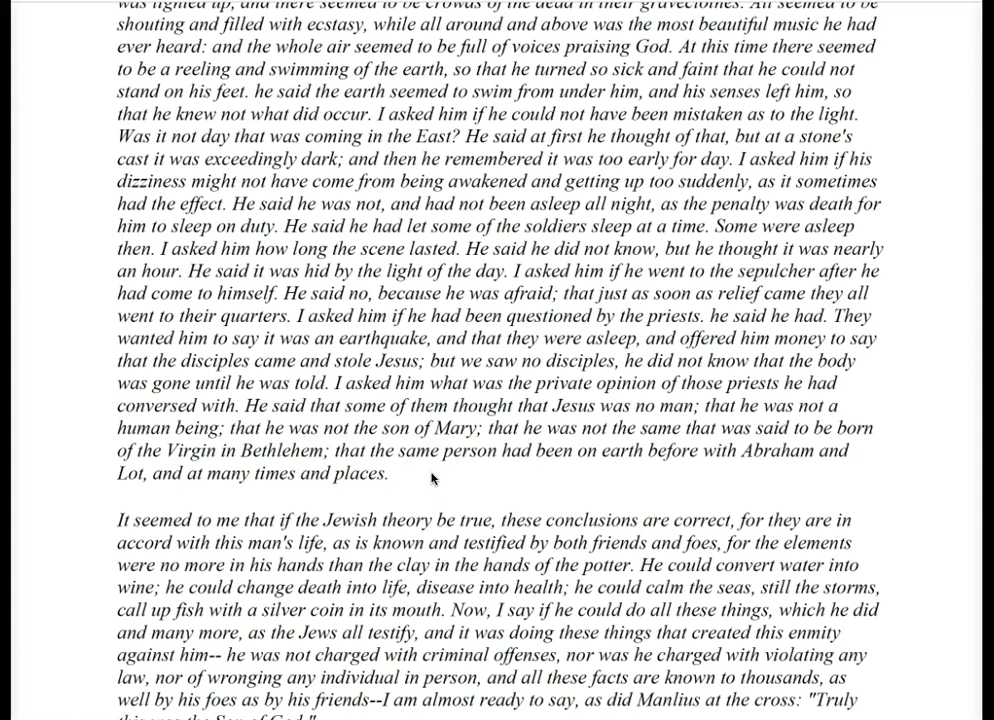 was lighted up, and there seemed to be crowds of the dead in their graveclothes. All seemed to be
shouting and filled with ecstasy, while all around and above was the most beautiful music he had
ever heard: and the whole air seemed to be full of voices praising God. At this time there seemed
to be a reeling and swimming of the earth, so that he turned so sick and faint that he could not
stand on his feet. he said the earth seemed to swim from under him, and his senses left him, so
that he knew not what did occur. I asked him if he could not have been mistaken as to the light.
Was it not day that was coming in the East? He said at first he thought of that, but at a stone's
cast it was exceedingly dark; and then he remembered it was too early for day. I asked him if his
dizziness might not have come from being awakened and getting up too suddenly, as it sometimes
had the effect. He said he was not, and had not been asleep all night, as the penalty was death for
him to sleep on duty. He said he had let some of the soldiers sleep at a time. Some were asleep
then. I asked him how long the scene lasted. He said he did not know, but he thought it was nearly
an hour. He said it was hid by the light of the day. I asked him if he went to the sepulcher after he
had come to himself. He said no, because he was afraid; that just as soon as relief came they all
went to their quarters. I asked him if he had been questioned by the priests. he said he had. They
wanted him to say it was an earthquake, and that they were asleep, and offered him money to say
that the disciples came and stole Jesus; but we saw no disciples, he did not know that the body
was gone until he was told. I asked him what was the private opinion of those priests he had
conversed with. He said that some of them thought that Jesus was no man; that he was not a
human being; that he was not the son of Mary; that he was not the same that was said to be born
of the Virgin in Bethlehem; that the same person had been on earth before with Abraham and
Lot, and at many times and places.
It seemed to me that if the Jewish theory be true, these conclusions are correct, for they are in
accord with this man's life, as is known and testified by both friends and foes, for the elements
were no more in his hands than the clay in the hands of the potter. He could convert water into
wine; he could change death into life, disease into health; he could calm the seas, still the storms,
call up fish with a silver coin in its mouth. Now, I say if he could do all these things, which he did
and many more, as the Jews all testify, and it was doing these things that created this enmity
against him-- he was not charged with criminal offenses, nor was he charged with violating any
law, nor of wronging any individual in person, and all these facts are known to thousands, as
well by his foes as by his friends--I am almost ready to say, as did Manlius at the cross: "Truly
this was the Son of God."